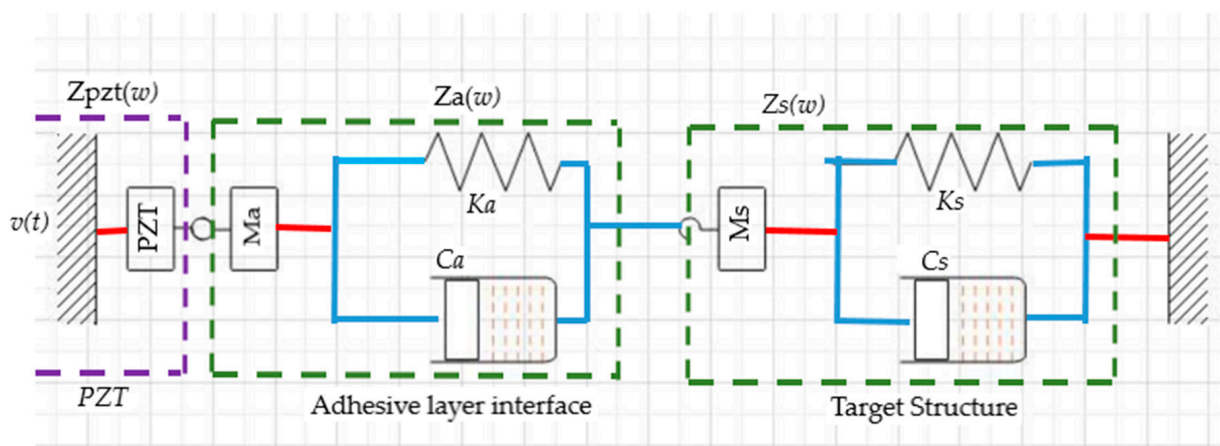 Zpzt(w)
Za(w)
Zs(w)
v(t)
PZT
Ma
Ka
Ca
Ms
Ks
Cs
PZT
Adhesive layer interface
Target Structure